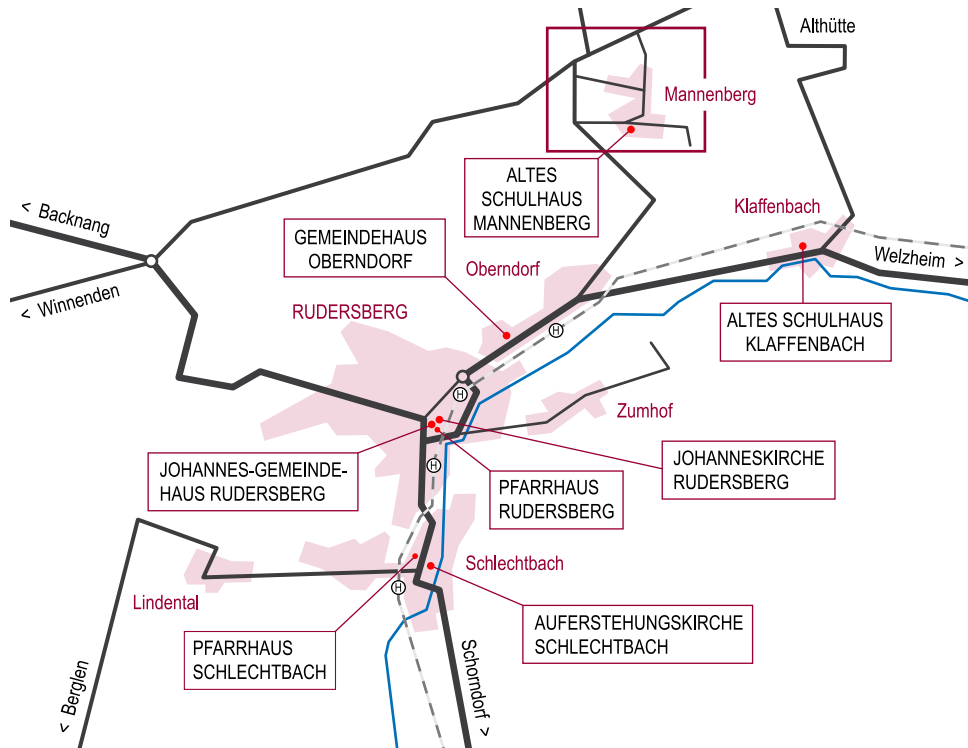 Althütte
Mannenberg
ALTES
SCHULHAUS
MANNENBERG
< Backnang
Klaffenbach
GEMEINDEHAUS
OBERNDORF
Welzheim >
Oberndorf
< Winnenden
RUDERSBERG
ALTES SCHULHAUS
KLAFFENBACH
H
H
Zumhof
JOHANNES-GEMEINDE-
HAUS RUDERSBERG
H
PFARRHAUS
RUDERSBERG
JOHANNESKIRCHE
RUDERSBERG
Schlechtbach
H
Lindental
PFARRHAUS
SCHLECHTBACH
AUFERSTEHUNGSKIRCHE
SCHLECHTBACH
< Berglen
Schorndorf >